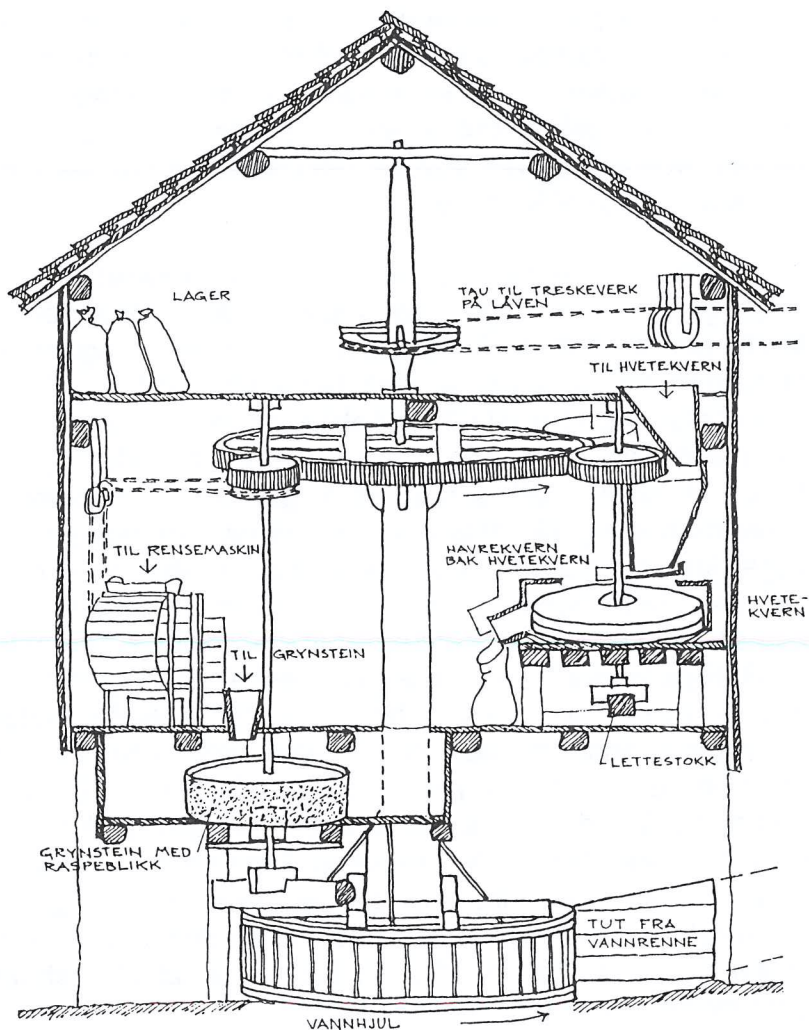 LAGER
TAU TIL TRESKEVERK
PÅ LÅVEN
TIL HVETEKVERN
TIL RENSEMASKIN
HAVREKVERN
BAK HVETEKVERN
HVETE-
KVERN
TIL GRYNSTEIN
LETTESTOKK
GRYNSTEIN MED
RASPEBLIKK
TUT FRA
VANNRENNE
VANNHJUL